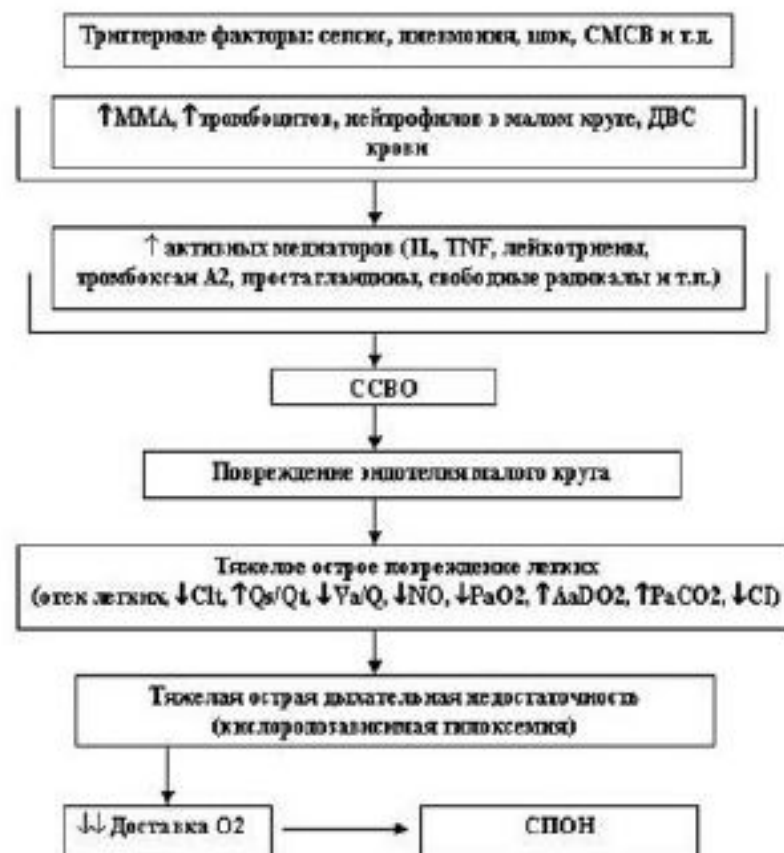 Триггерные факторы: сепсис, пневмония, шок, СМСВ и т.п.
↑ММА, ↑тромбоцитов, нейтрофилов в малом круге, ДВС
крови
↑ активных медиаторов (IL, TNF, лейкотриены,
тромбоксан А2, простагландины, свободные радикалы и т.п.)
ССВО
Повреждение эндотелия малого круга
Тяжелое острое повреждение легких
(отек легких, ↓Clt, ↑Qs/Qt, ↓Va/Q, ↓NO, ↓PaO2, ↑AaDO2, ↑PaCO2, ↓CI)
Тяжелая острая дыхательная недостаточность
(кислородозависимая гипоксемия)
↓↓ Доставка О2
СПОН